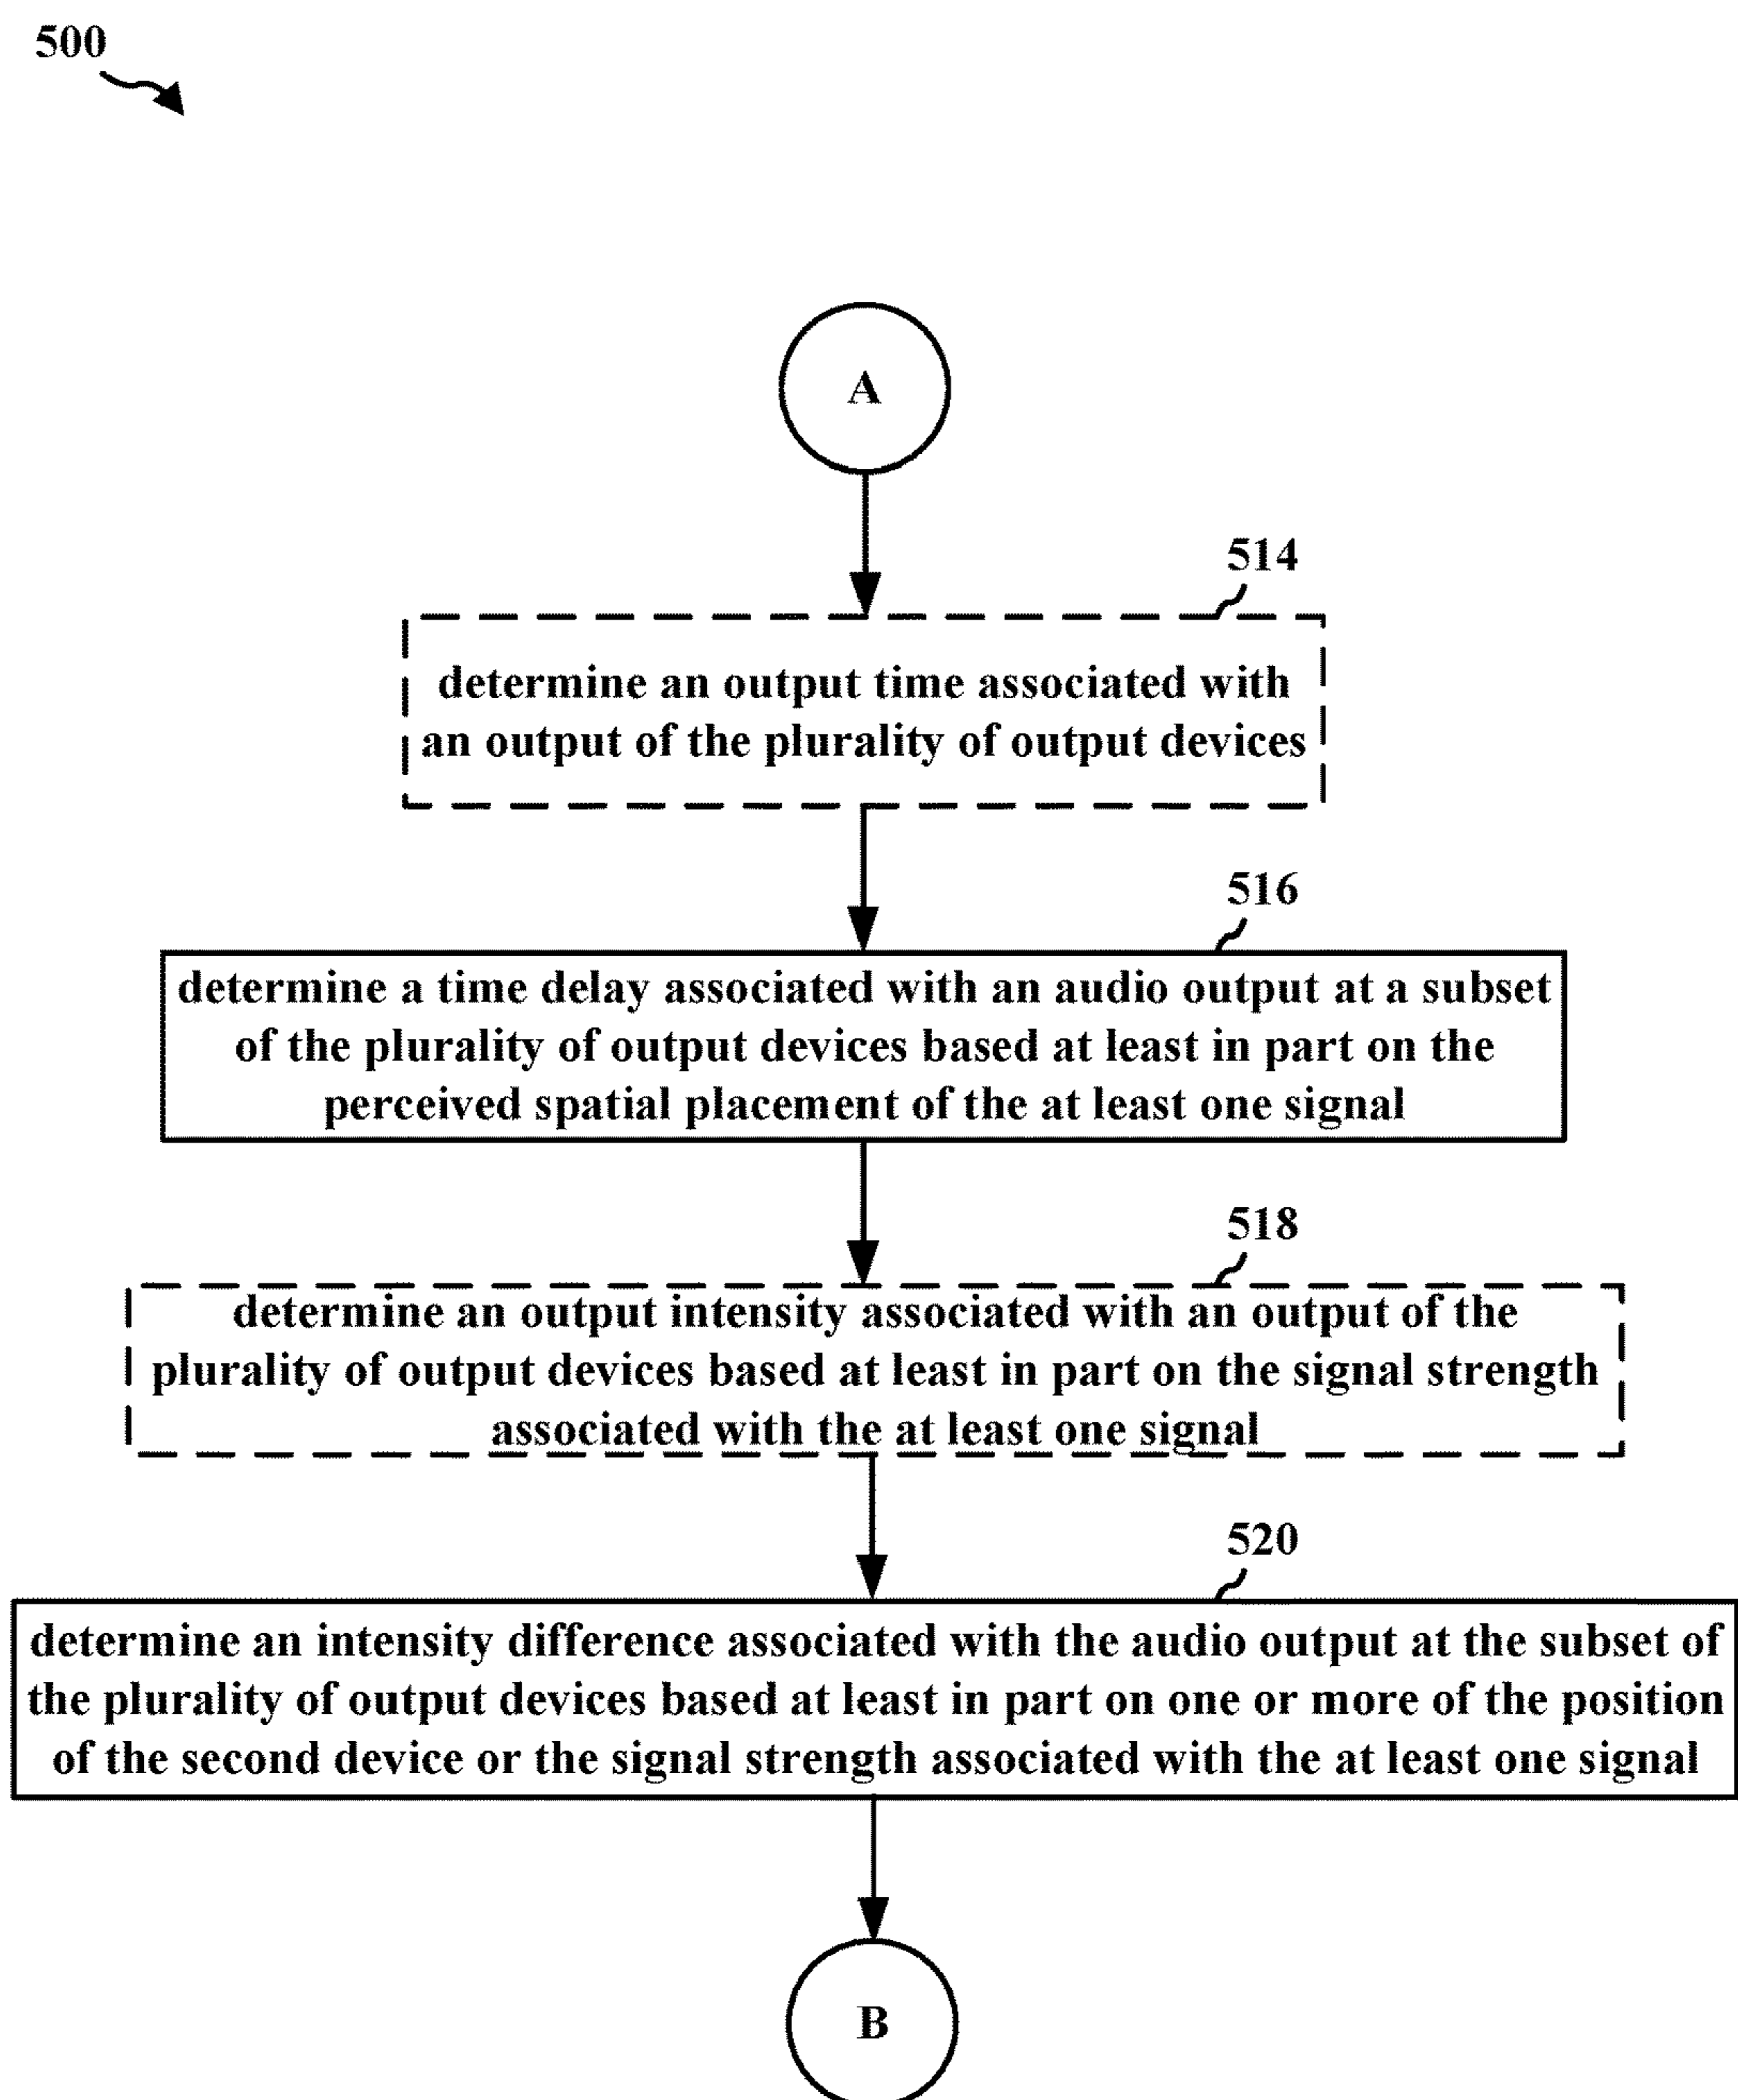 500
A
514
determine an output time associated with
an output of the plurality of output devices
516
determine a time delay associated with an audio output at a subset
of the plurality of output devices based at least in part on the
perceived spatial placement of the at least one signal
518
determine an output intensity associated with an output of the
plurality of output devices based at least in part on the signal strength
associated with the at least one signal
520
determine an intensity difference associated with the audio output at the subset of
the plurality of output devices based at least in part on one or more of the position
of the second device or the signal strength associated with the at least one signal
B